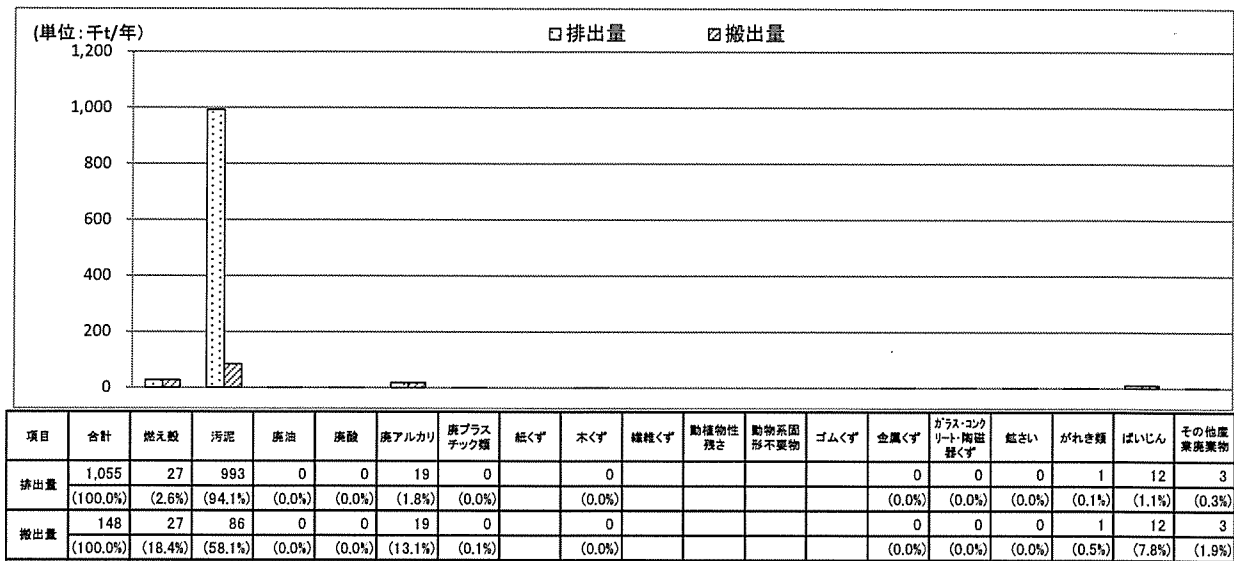 (単位:千t/年)
□排出量 ▨搬出量
1,200
1,000
800
600
400
200
0
項目 合計 燃え殻 汚泥 廃油 廃酸 廃アルカリ 廃プラスチック類 紙くず 木くず 繊維くず 動植物性残さ 動物系固形不要物 ゴムくず 金属くず ガラス・コンクリート・陶磁器くず 鉱さい がれき類 ばいじん その他産業廃棄物
排出量 1,055 27 993 0 0 19 0 0 0 0 0 1 12 3
(100.0%) (2.6%) (94.1%) (0.0%) (0.0%) (1.8%) (0.0%) (0.0%) (0.0%) (0.0%) (0.0%) (0.1%) (1.1%) (0.3%)
搬出量 148 27 86 0 0 19 0 0 0 0 0 1 12 3
(100.0%) (18.4%) (58.1%) (0.0%) (0.0%) (13.1%) (0.1%) (0.0%) (0.0%) (0.0%) (0.0%) (0.5%) (7.8%) (1.9%)